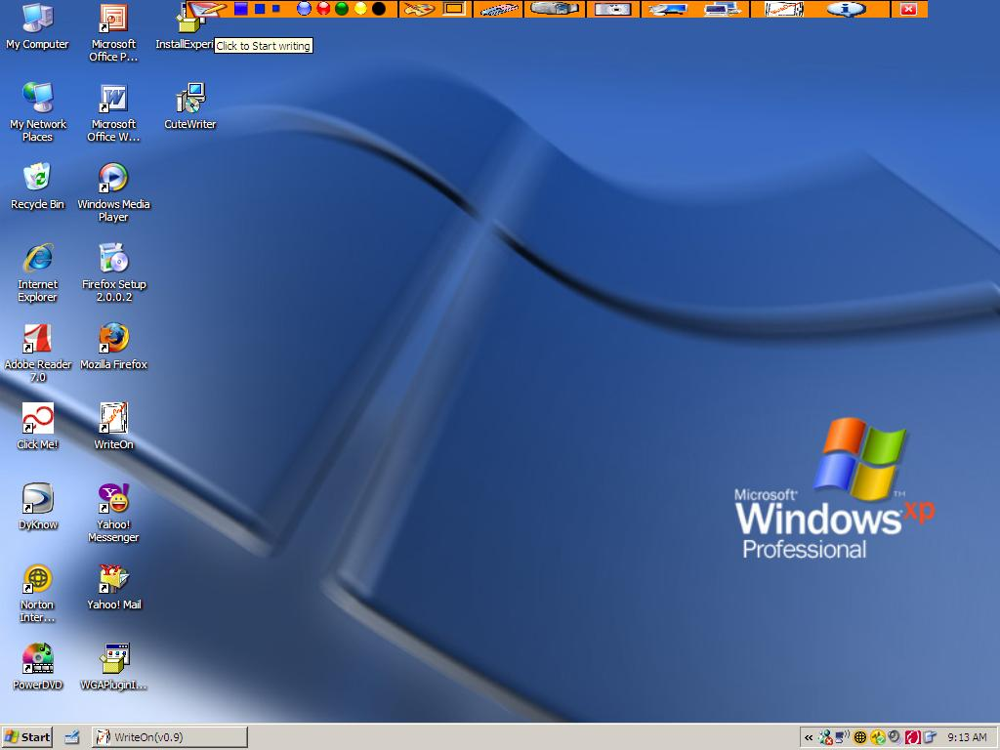 My Computer
Microsoft
Office P...
InstallExperi
Click to Start writing
My Network
Places
Microsoft
Office W...
CuteWriter
Recycle Bin
Windows Media
Player
Internet
Explorer
Firefox Setup
2.0.0.2
Adobe Reader
7.0
Mozilla Firefox
Click Me!
WriteOn
DyKnow
Yahoo!
Messenger
Norton
Inter...
Yahoo! Mail
PowerDVD
WGAPluginI...
Microsoft®
Windows xp™
Professional
Start
WriteOn(v0.9)
9:13 AM